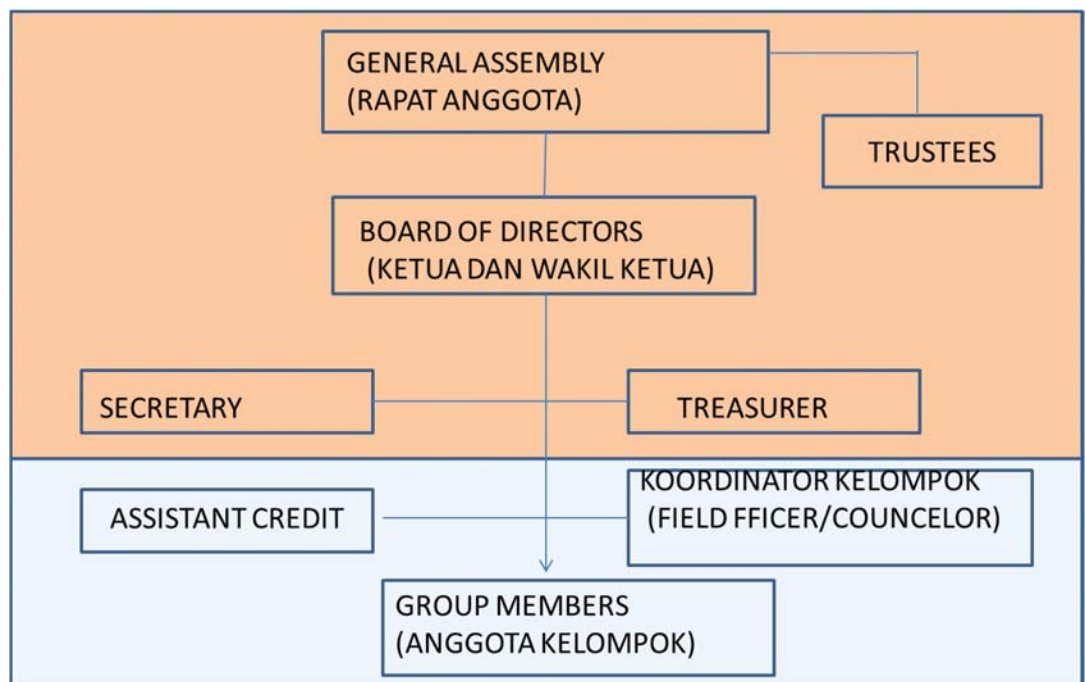 GENERAL ASSEMBLY
(RAPAT ANGGOTA)
TRUSTEES
BOARD OF DIRECTORS
(KETUA DAN WAKIL KETUA)
SECRETARY
TREASURER
ASSISTANT CREDIT
KOORDINATOR KELOMPOK
(FIELD FFICER/COUNCELOR)
GROUP MEMBERS
(ANGGOTA KELOMPOK)